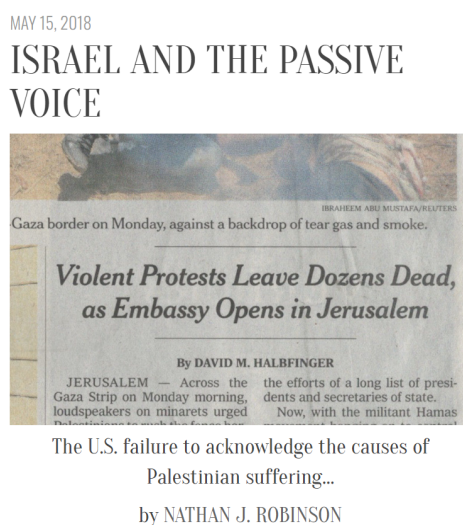 MAY 15, 2018
ISRAEL AND THE PASSIVE
VOICE
IBRAHEEM ABU MUSTAFA/REUTERS
Gaza border on Monday, against a backdrop of tear gas and smoke.
Violent Protests Leave Dozens Dead,
as Embassy Opens in Jerusalem
By DAVID M. HALBFINGER
JERUSALEM — Across the
Gaza Strip on Monday morning,
loudspeakers on minarets urged
the efforts of a long list of presi-
dents and secretaries of state.
Now, with the militant Hamas
The U.S. failure to acknowledge the causes of
Palestinian suffering...
by NATHAN J. ROBINSON